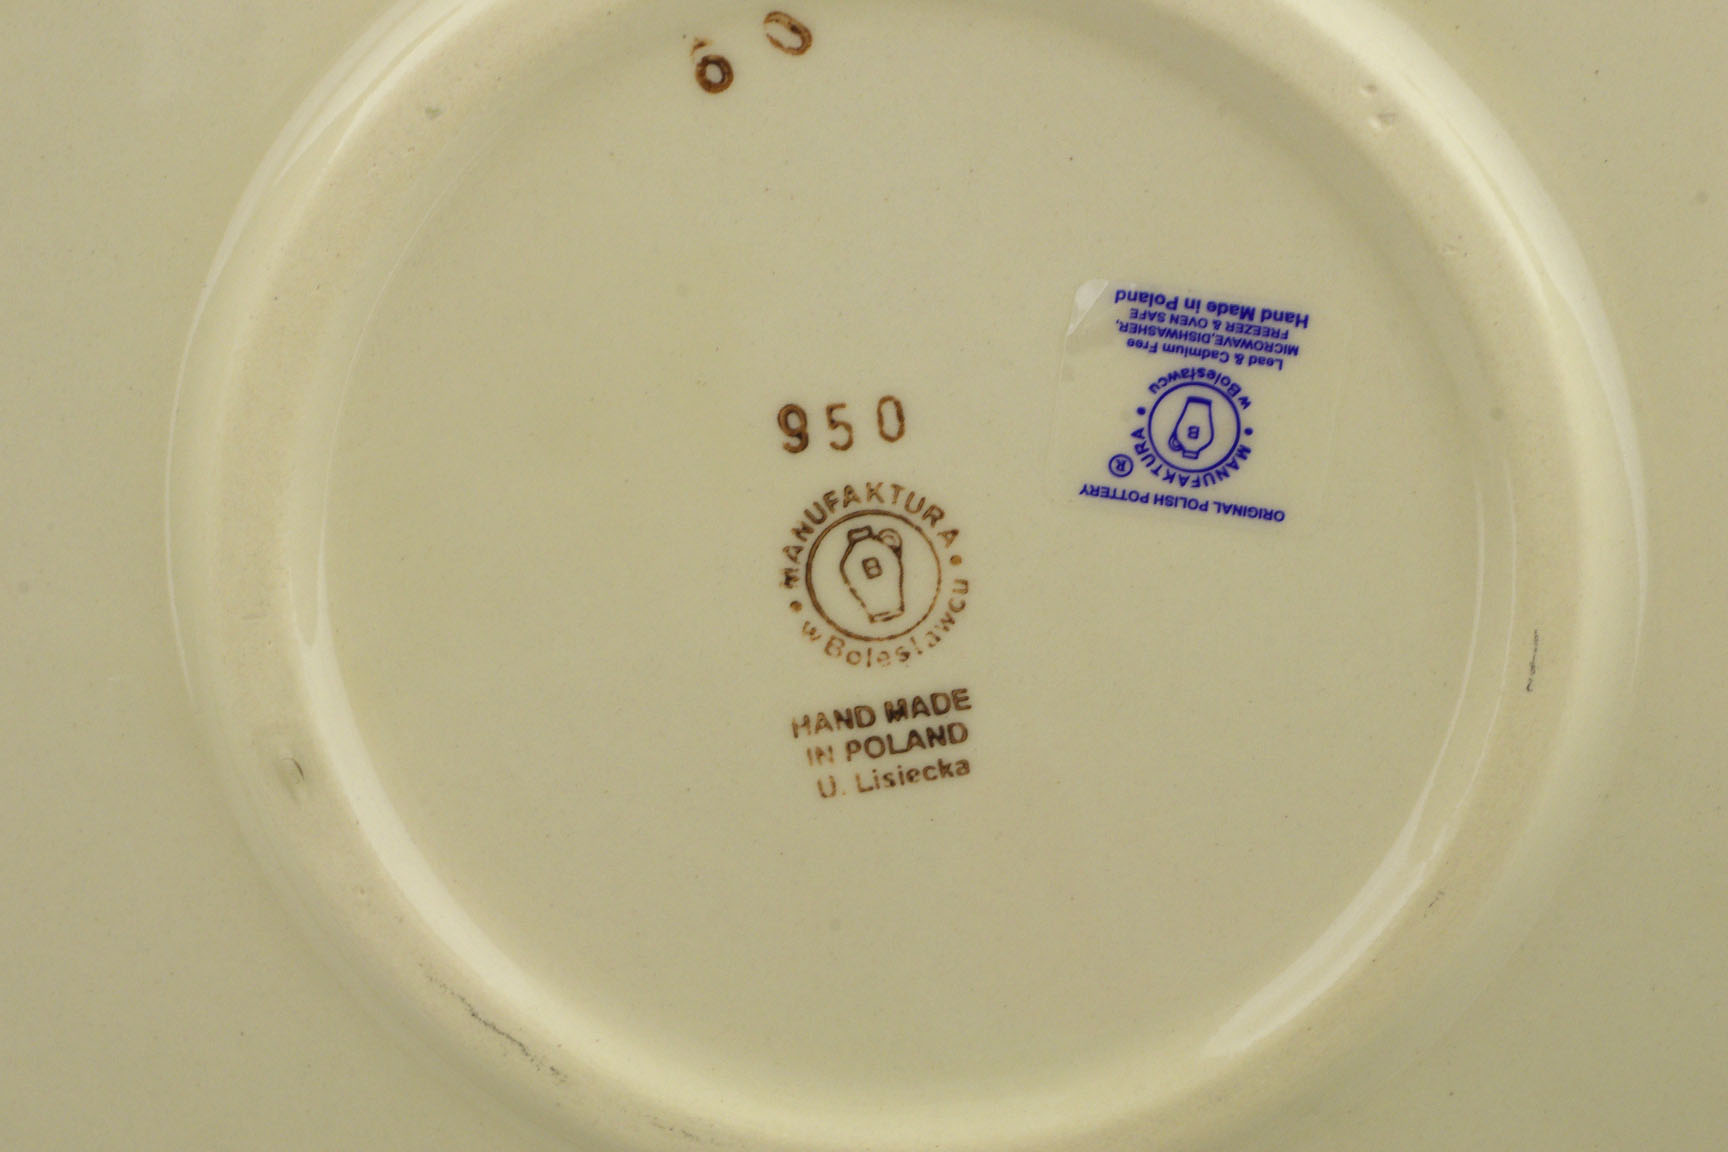 60
950
MANUFAKTURA
w Bolesławcu
HAND MADE
IN POLAND
U. Lisiecka
ORIGINAL POLISH POTTERY
®
MANUFAKTURA
B
w Bolesławcu
Lead & Cadmium Free
MICROWAVE,DISHWASHER,
FREEZER & OVEN SAFE
Hand Made in Poland
B